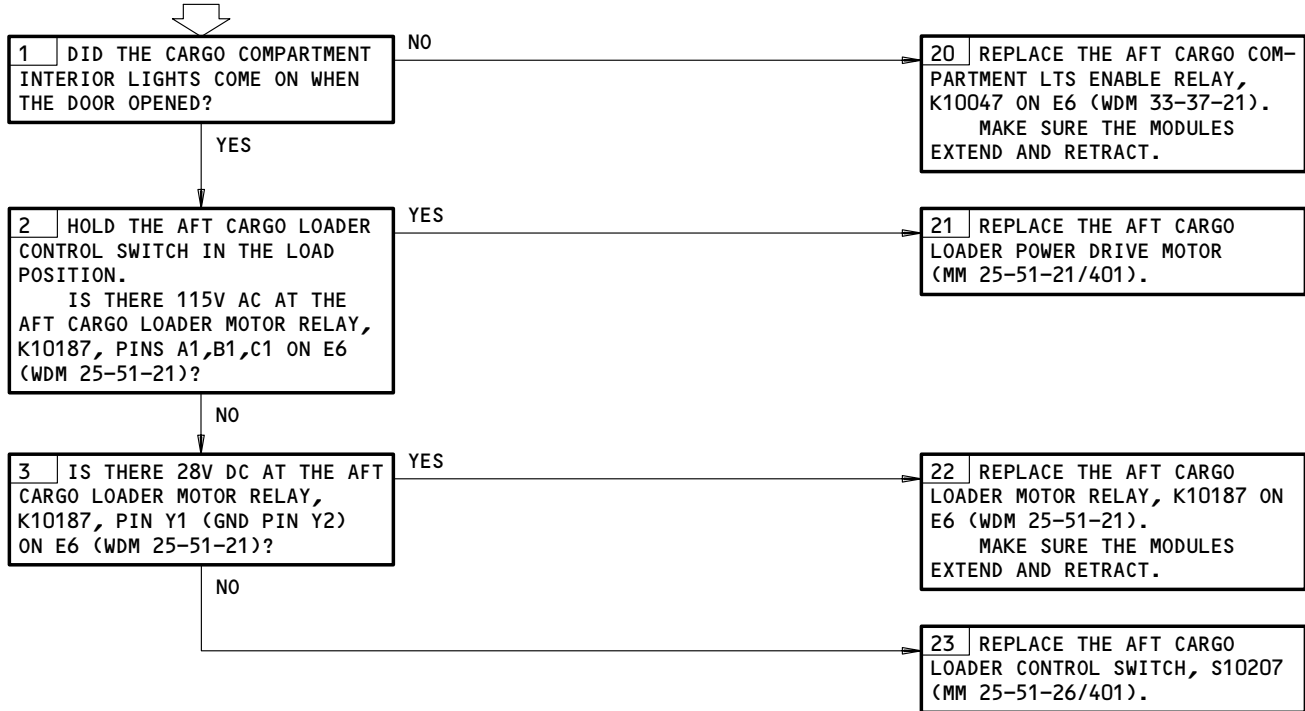 1 DID THE CARGO COMPARTMENT
INTERIOR LIGHTS COME ON WHEN
THE DOOR OPENED?
NO
20 REPLACE THE AFT CARGO COM-
PARTMENT LTS ENABLE RELAY,
K10047 ON E6 (WDM 33-37-21).
MAKE SURE THE MODULES
EXTEND AND RETRACT.
YES
2 HOLD THE AFT CARGO LOADER
CONTROL SWITCH IN THE LOAD
POSITION.
IS THERE 115V AC AT THE
AFT CARGO LOADER MOTOR RELAY,
K10187, PINS A1,B1,C1 ON E6
(WDM 25-51-21)?
YES
21 REPLACE THE AFT CARGO
LOADER POWER DRIVE MOTOR
(MM 25-51-21/401).
NO
3 IS THERE 28V DC AT THE AFT
CARGO LOADER MOTOR RELAY,
K10187, PIN Y1 (GND PIN Y2)
ON E6 (WDM 25-51-21)?
YES
22 REPLACE THE AFT CARGO
LOADER MOTOR RELAY, K10187 ON
E6 (WDM 25-51-21).
MAKE SURE THE MODULES
EXTEND AND RETRACT.
NO
23 REPLACE THE AFT CARGO
LOADER CONTROL SWITCH, S10207
(MM 25-51-26/401).